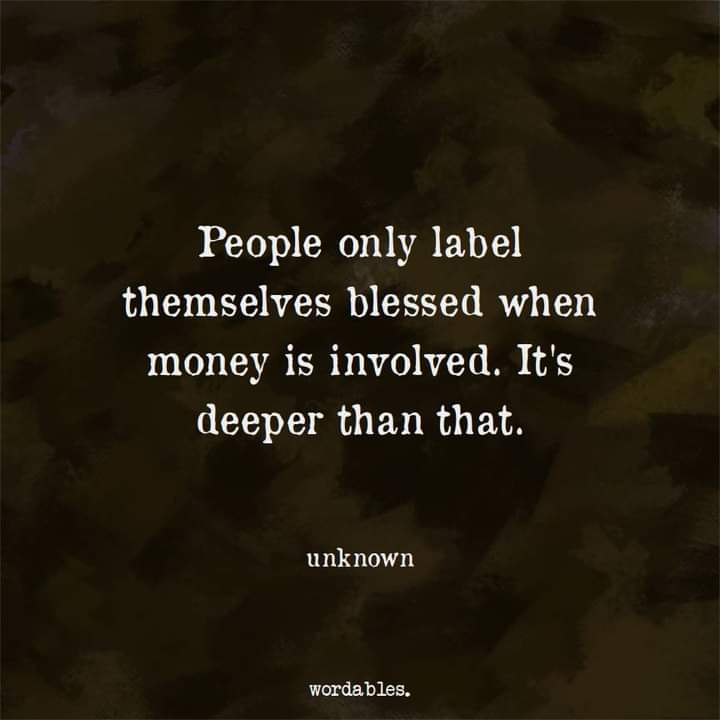 People only label
themselves blessed when
money is involved. It's
deeper than that.
unknown
wordables.